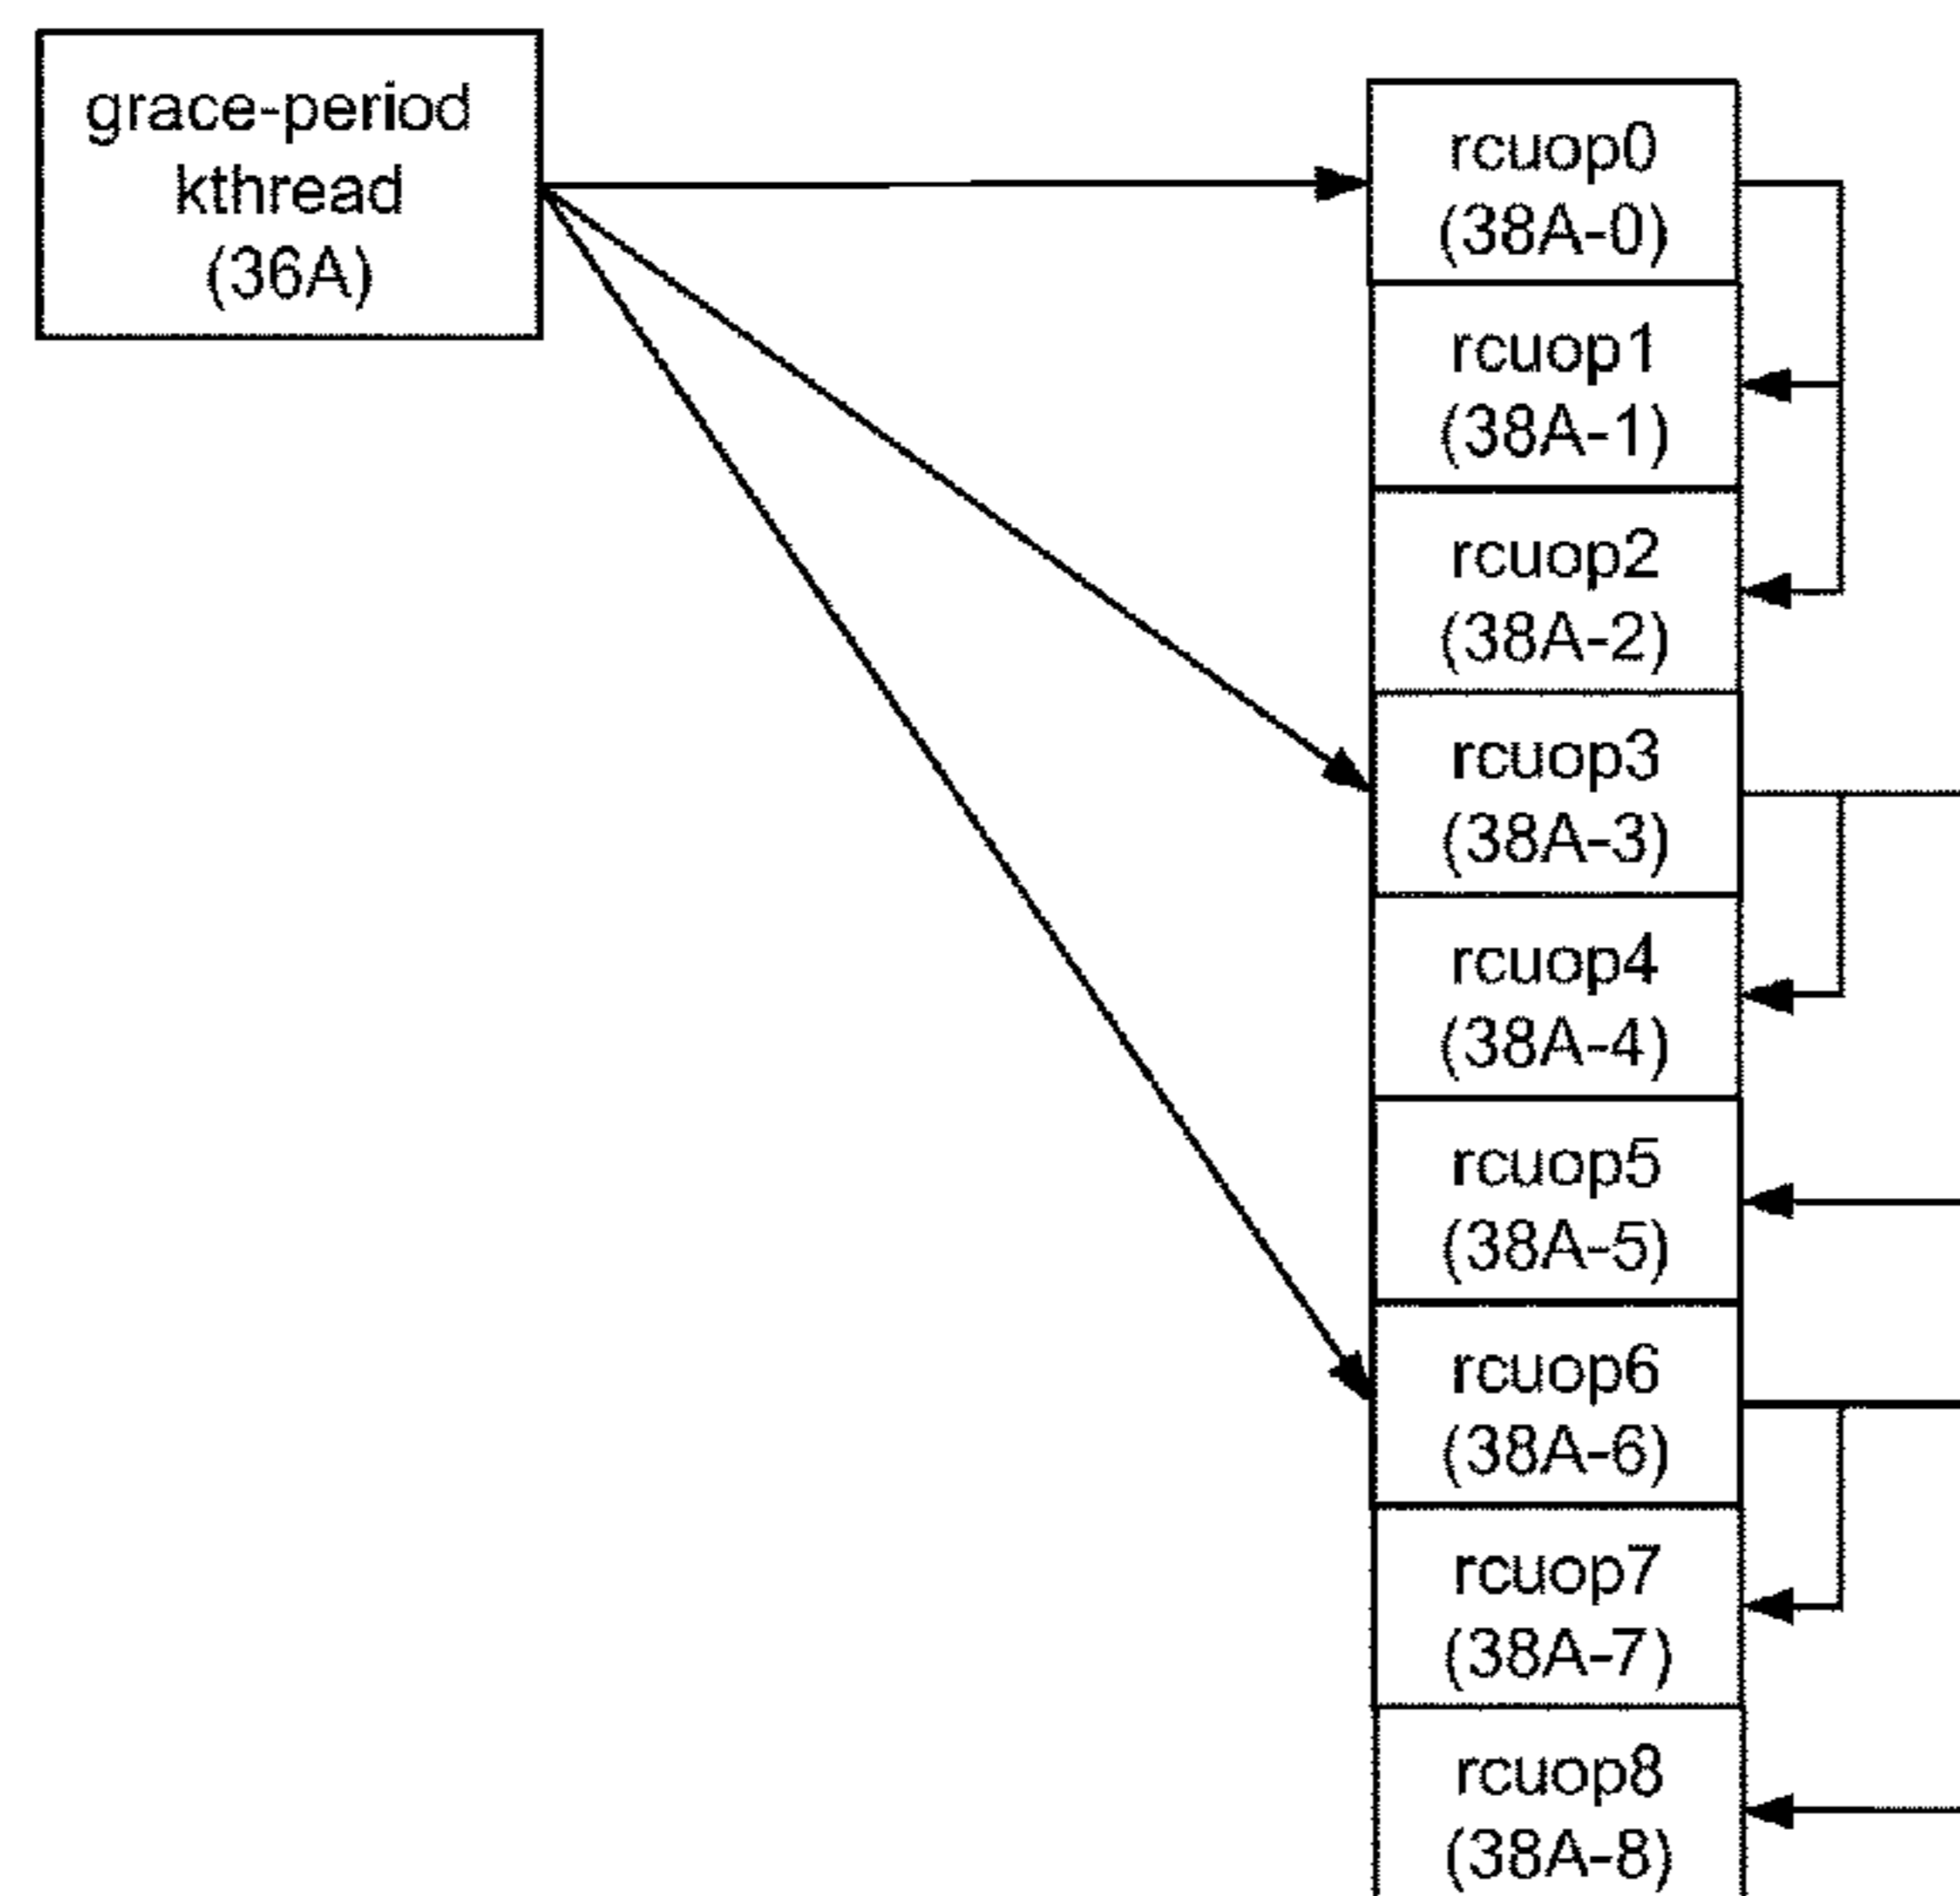 grace-period
kthread
(36A)
rcuop0
(38A-0)
rcuop1
(38A-1)
rcuop2
(38A-2)
rcuop3
(38A-3)
rcuop4
(38A-4)
rcuop5
(38A-5)
rcuop6
(38A-6)
rcuop7
(38A-7)
rcuop8
(38A-8)